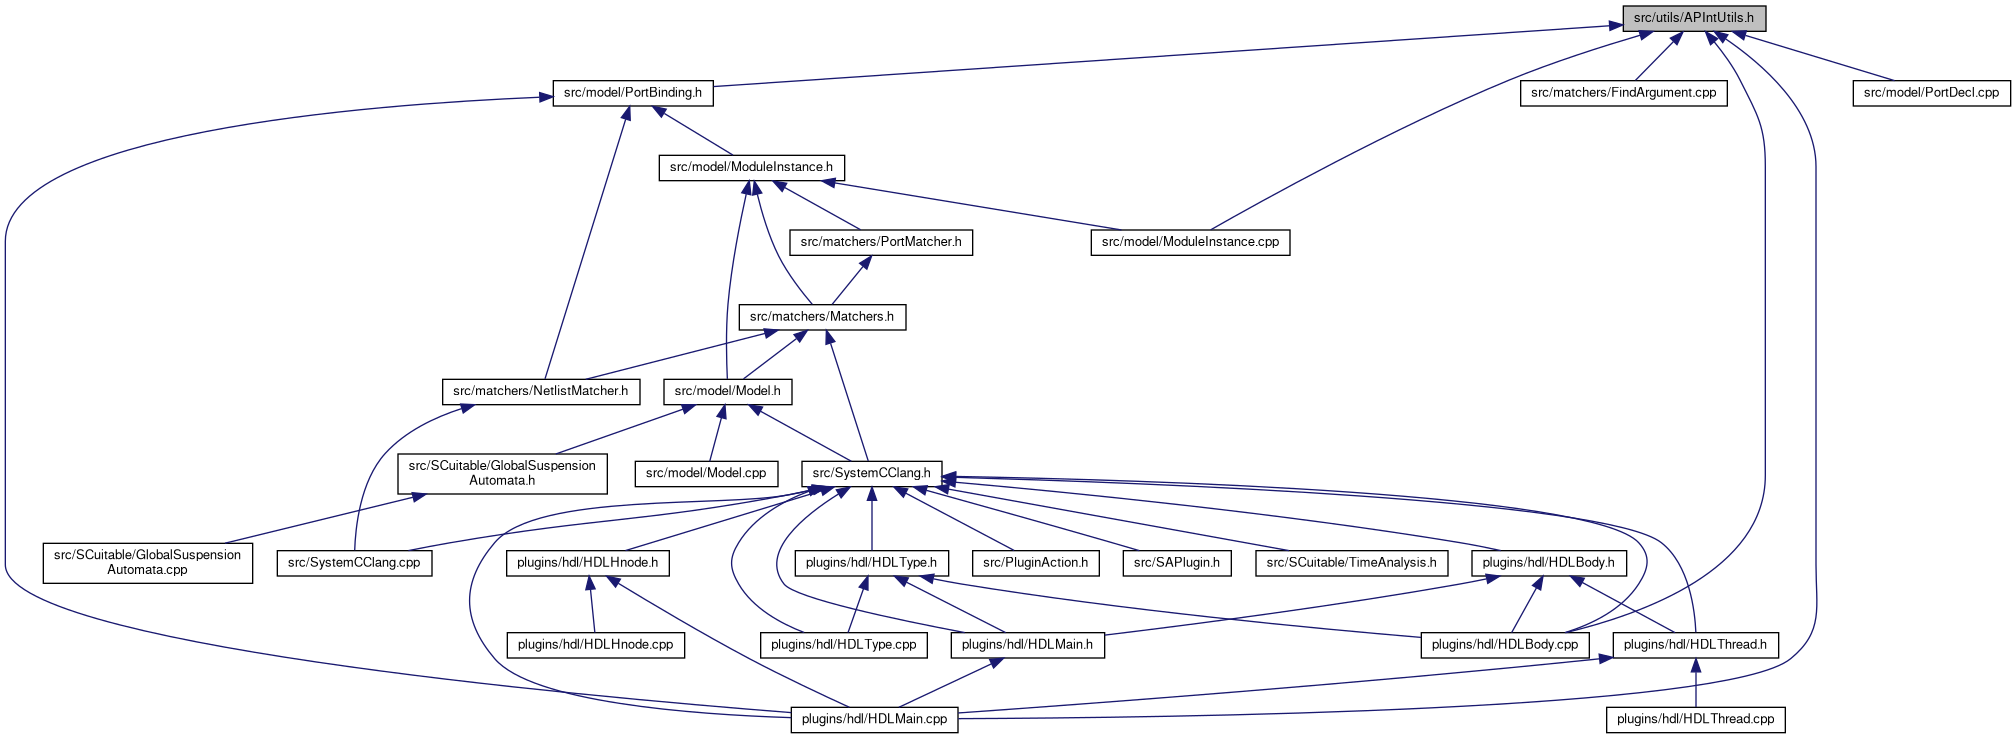 src/utils/APIntUtils.h
src/model/PortBinding.h
src/matchers/FindArgument.cpp
src/model/PortDecl.cpp
src/model/ModuleInstance.h
src/matchers/PortMatcher.h
src/model/ModuleInstance.cpp
src/matchers/Matchers.h
src/matchers/NetlistMatcher.h
src/model/Model.h
src/SCuitable/GlobalSuspension
Automata.h
src/model/Model.cpp
src/SystemCClang.h
src/SCuitable/GlobalSuspension
Automata.cpp
src/SystemCClang.cpp
plugins/hdl/HDLHnode.h
plugins/hdl/HDLType.h
src/PluginAction.h
src/SAPlugin.h
src/SCuitable/TimeAnalysis.h
plugins/hdl/HDLBody.h
plugins/hdl/HDLHnode.cpp
plugins/hdl/HDLType.cpp
plugins/hdl/HDLMain.h
plugins/hdl/HDLBody.cpp
plugins/hdl/HDLThread.h
plugins/hdl/HDLMain.cpp
plugins/hdl/HDLThread.cpp